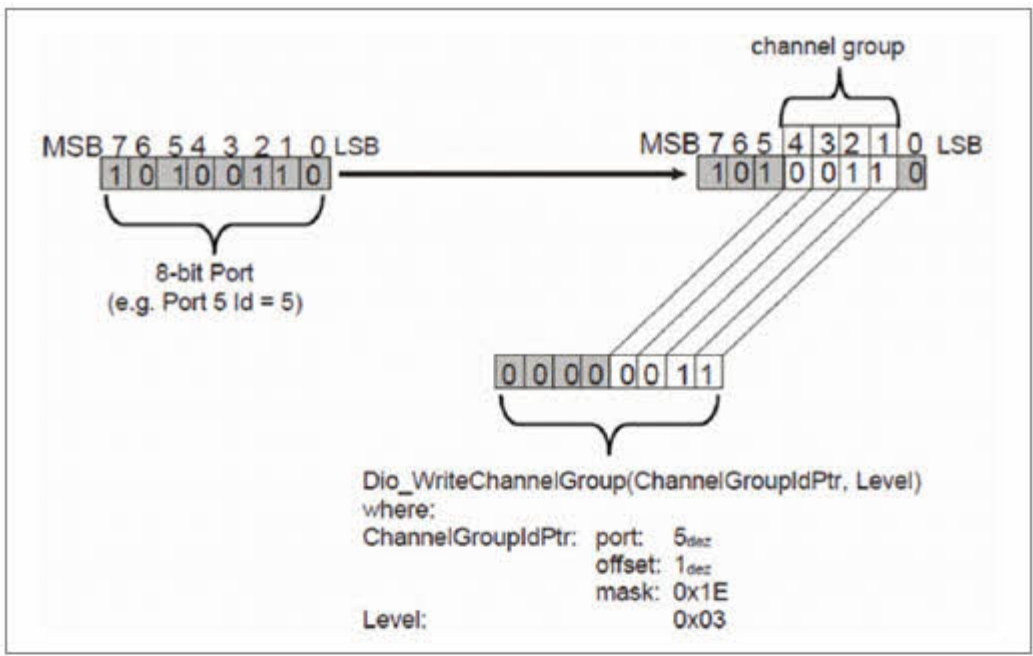 channel group
MSB 7 6 5 4 3 2 1 0 LSB
1 0 1 0 0 1 1 0
MSB 7 6 5 4 3 2 1 0 LSB
1 0 1 0 0 1 1 0
8-bit Port
(e.g. Port 5 Id = 5)
0 0 0 0 0 0 1 1
Dio_WriteChannelGroup(ChannelGroupIdPtr, Level)
where:
ChannelGroupIdPtr: port: 5dez
offset: 1dez
mask: 0x1E
Level: 0x03